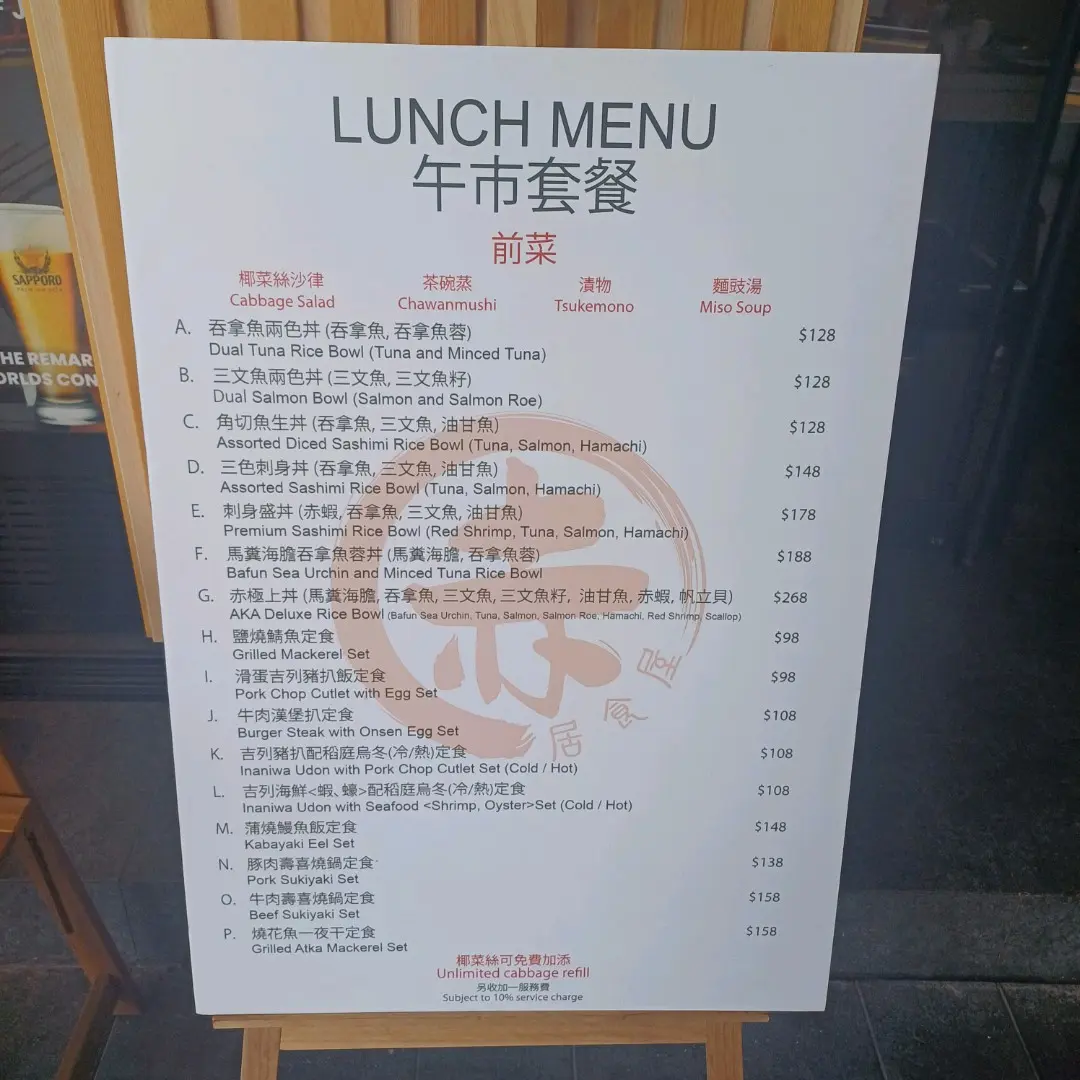 LUNCH MENU
午市套餐
前菜
椰菜絲沙律 茶碗蒸 漬物 麵豉湯
Cabbage Salad Chawanmushi Tsukemono Miso Soup
A. 吞拿魚兩色丼 (吞拿魚, 吞拿魚蓉) $128
Dual Tuna Rice Bowl (Tuna and Minced Tuna)
B. 三文魚兩色丼 (三文魚, 三文魚籽) $128
Dual Salmon Bowl (Salmon and Salmon Roe)
C. 角切魚生丼 (吞拿魚, 三文魚, 油甘魚) $128
Assorted Diced Sashimi Rice Bowl (Tuna, Salmon, Hamachi)
D. 三色刺身丼 (吞拿魚, 三文魚, 油甘魚) $148
Assorted Sashimi Rice Bowl (Tuna, Salmon, Hamachi)
E. 刺身盛丼 (赤蝦, 吞拿魚, 三文魚, 油甘魚) $178
Premium Sashimi Rice Bowl (Red Shrimp, Tuna, Salmon, Hamachi)
F. 馬糞海膽吞拿魚蓉丼 (馬糞海膽, 吞拿魚蓉) $188
Bafun Sea Urchin and Minced Tuna Rice Bowl
G. 赤極上丼 (馬糞海膽, 吞拿魚, 三文魚, 三文魚籽, 油甘魚, 赤蝦, 帆立貝) $268
AKA Deluxe Rice Bowl (Bafun Sea Urchin, Tuna, Salmon, Salmon Roe, Hamachi, Red Shrimp, Scallop)
H. 鹽燒鯖魚定食 $98
Grilled Mackerel Set
I. 滑蛋吉列豬扒飯定食 $98
Pork Chop Cutlet with Egg Set
J. 牛肉漢堡扒定食 $108
Burger Steak with Onsen Egg Set
K. 吉列豬扒配稻庭烏冬(冷/熱)定食 $108
Inaniwa Udon with Pork Chop Cutlet Set (Cold / Hot)
L. 吉列海鮮<蝦、蠔>配稻庭烏冬(冷/熱)定食 $108
Inaniwa Udon with Seafood <Shrimp, Oyster>Set (Cold / Hot)
M. 蒲燒鰻魚飯定食 $148
Kabayaki Eel Set
N. 豚肉壽喜燒鍋定食 $138
Pork Sukiyaki Set
O. 牛肉壽喜燒鍋定食 $158
Beef Sukiyaki Set
P. 燒花魚一夜干定食 $158
Grilled Atka Mackerel Set
椰菜絲可免費加添
Unlimited cabbage refill
另收加一服務費
Subject to 10% service charge
赤
居食屋
SAPPORO
THE REMAR
ORLDS CON